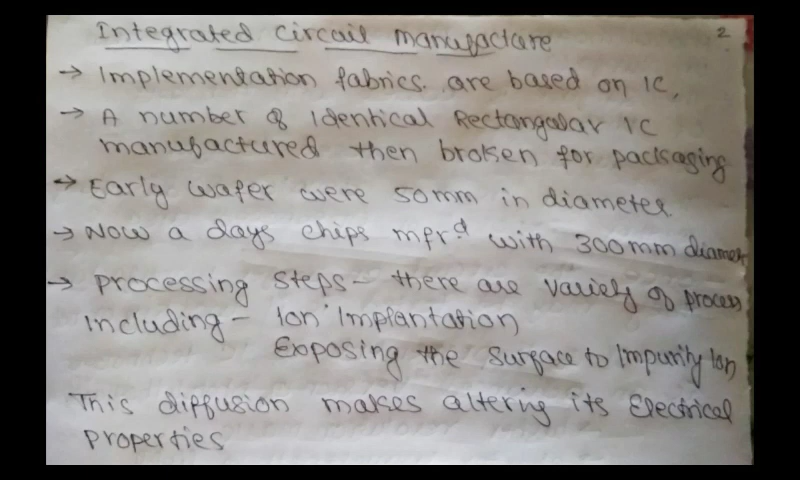 2
Integrated Circuit manufacture
→ Implementation fabrics. are based on IC,
→ A number of Identical Rectangular IC
manufactured then broken for packaging
→ Early wafer were 50mm in diameter.
→ Now a days chips mfrd with 300mm diamet
→ Processing Steps - there are variety of process
including - Ion Implantation
Exposing the Surface to Impurity Ion
This diffusion makes altering its Electrical
properties